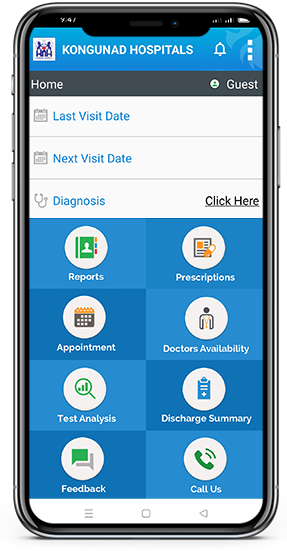 9:47
KONGUNAD HOSPITALS
Home Guest
Last Visit Date
Next Visit Date
Diagnosis Click Here
Reports Prescriptions
Appointment Doctors Availability
Test Analysis Discharge Summary
Feedback Call Us